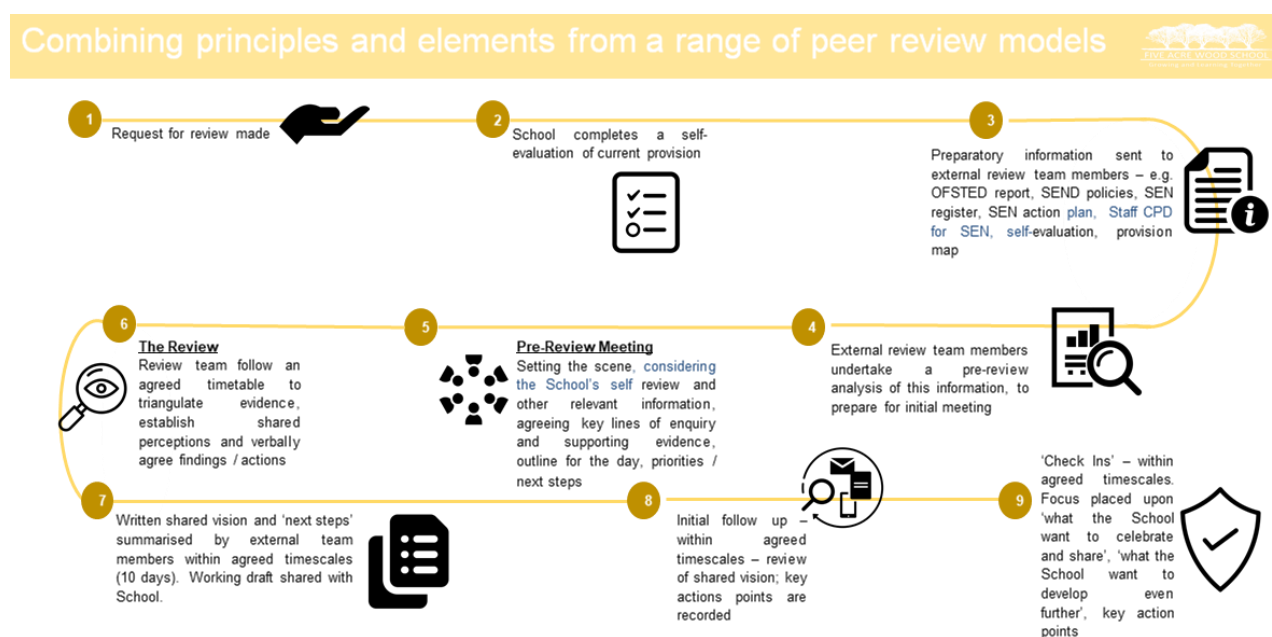 Combining principles and elements from a range of peer review models
FIVE ACRE WOOD SCHOOL
1
Request for review made
2
School completes a self-
evaluation of current provision
3
Preparatory information sent to
external review team members – e.g.
OFSTED report, SEND policies, SEN
register, SEN action plan, Staff CPD
for SEN, self-evaluation, provision
map
4
External review team members
undertake a pre-review
analysis of this information, to
prepare for initial meeting
5
Pre-Review Meeting
Setting the scene, considering
the School's self review and
other relevant information,
agreeing key lines of enquiry
and supporting evidence,
outline for the day, priorities /
next steps
6
The Review
Review team follow an
agreed timetable to
triangulate evidence,
establish shared
perceptions and verbally
agree findings / actions
7
Written shared vision and 'next steps'
summarised by external team
members within agreed timescales
(10 days). Working draft shared with
School.
8
Initial follow up –
within agreed
timescales – review
of shared vision; key
actions points are
recorded
9
'Check Ins' – within
agreed timescales.
Focus placed upon
'what the School
want to celebrate
and share', 'what the
School want to
develop even
further', key action
points